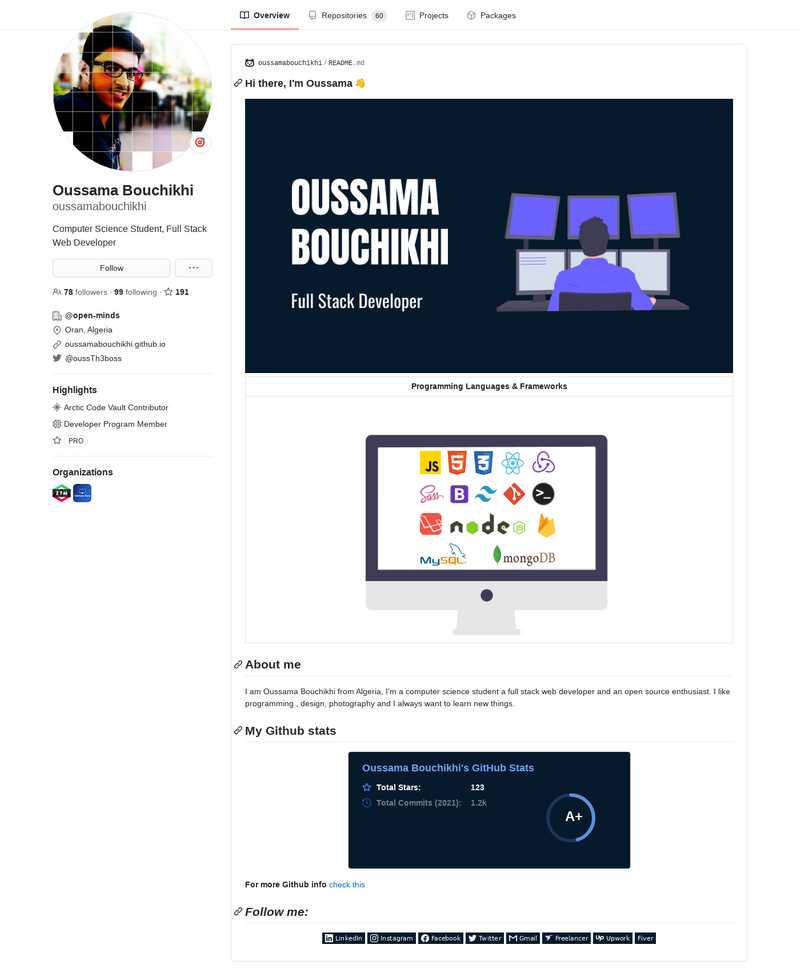 Overview
Repositories 60
Projects
Packages
Oussama Bouchikhi
oussamabouchikhi
Computer Science Student, Full Stack
Web Developer
Follow
78 followers · 99 following · 191
@open-minds
Oran, Algeria
oussamabouchikhi.github.io
@oussTh3boss
Highlights
Arctic Code Vault Contributor
Developer Program Member
PRO
Organizations
ZTM
oussamabouchikhi / README.md
Hi there, I'm Oussama 👋
OUSSAMA
BOUCHIKHI
Full Stack Developer
Programming Languages & Frameworks
JS
5
3
Sass
B
node
JS
MySQL
mongoDB
About me
I am Oussama Bouchikhi from Algeria, I'm a computer science student a full stack web developer and an open source enthusiast. I like
programming , design, photography and I always want to learn new things.
My Github stats
Oussama Bouchikhi's GitHub Stats
Total Stars: 123
Total Commits (2021): 1.2k
A+
For more Github info check this
Follow me:
LinkedIn
Instagram
Facebook
Twitter
Gmail
Freelancer
Upwork
Fiver